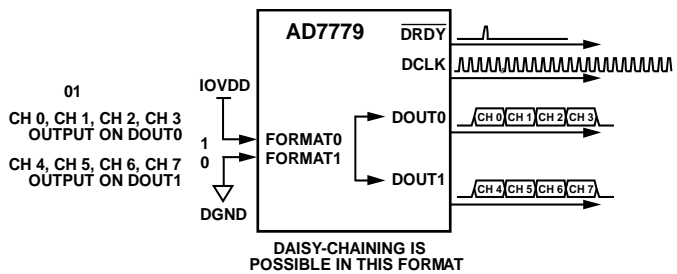 AD7779
DRDY
DCLK
01
IOVDD
CH 0, CH 1, CH 2, CH 3
OUTPUT ON DOUT0
1
FORMAT0
DOUT0
CH 0 CH 1 CH 2 CH 3
CH 4, CH 5, CH 6, CH 7
OUTPUT ON DOUT1
0
FORMAT1
DOUT1
CH 4 CH 5 CH 6 CH 7
DGND
DAISY-CHAINING IS
POSSIBLE IN THIS FORMAT